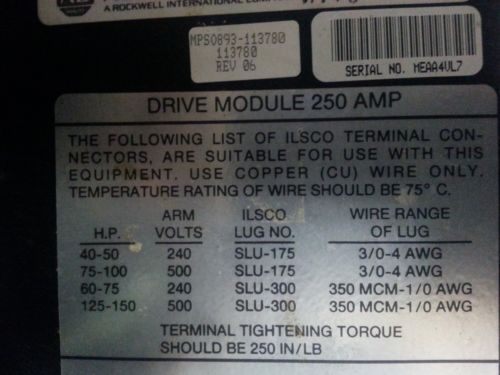 A ROCKWELL INTERNATIONAL
MPS0893-113780
113780
REV 06
SERIAL NO. MEAA4VL7
DRIVE MODULE 250 AMP
THE FOLLOWING LIST OF ILSCO TERMINAL CON-
NECTORS, ARE SUITABLE FOR USE WITH THIS
EQUIPMENT. USE COPPER (CU) WIRE ONLY.
TEMPERATURE RATING OF WIRE SHOULD BE 75° C.
H.P. ARM VOLTS ILSCO LUG NO. WIRE RANGE OF LUG
40-50 240 SLU-175 3/0-4 AWG
75-100 500 SLU-175 3/0-4 AWG
60-75 240 SLU-300 350 MCM-1/0 AWG
125-150 500 SLU-300 350 MCM-1/0 AWG
TERMINAL TIGHTENING TORQUE
SHOULD BE 250 IN/LB